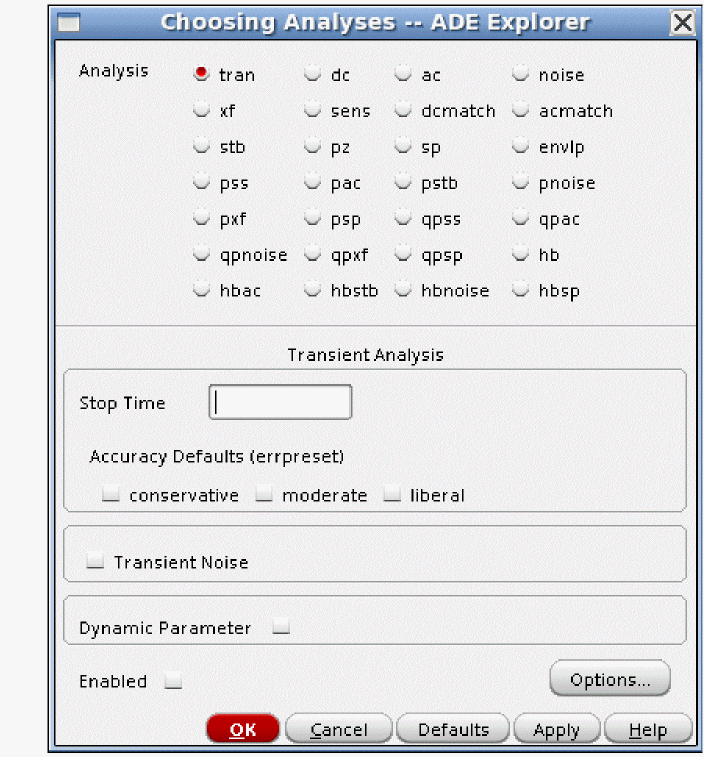 Choosing Analyses -- ADE Explorer
Analysis tran dc ac noise
xf sens dcmatch acmatch
stb pz sp envlp
pss pac pstb pnoise
pxf psp qpss qpac
qpnoise qpxf qpsp hb
hbac hbstb hbnoise hbsp
Transient Analysis
Stop Time
Accuracy Defaults (errpreset)
conservative moderate liberal
Transient Noise
Dynamic Parameter
Enabled Options...
OK Cancel Defaults Apply Help